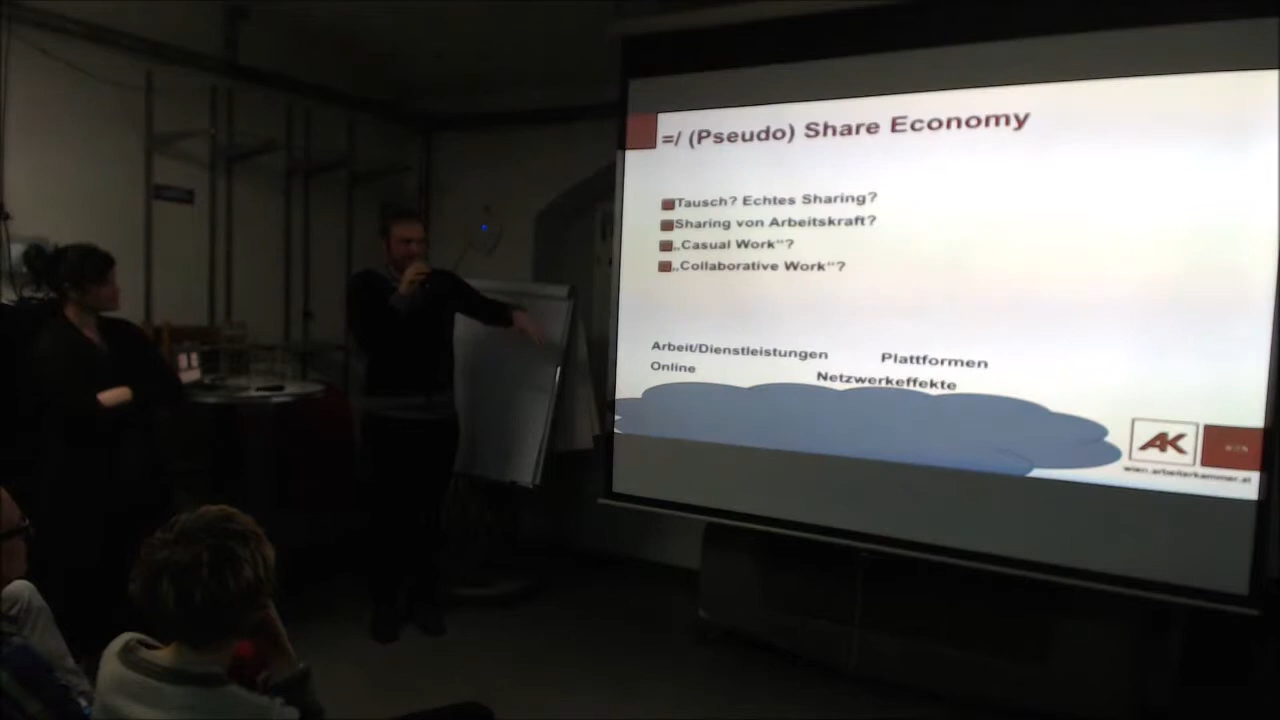 =/ (Pseudo) Share Economy
Tausch? Echtes Sharing?
Sharing von Arbeitskraft?
„Casual Work“?
„Collaborative Work“?
Arbeit/Dienstleistungen Plattformen
Online Netzwerkeffekte
AK
wien.arbeiterkammer.at